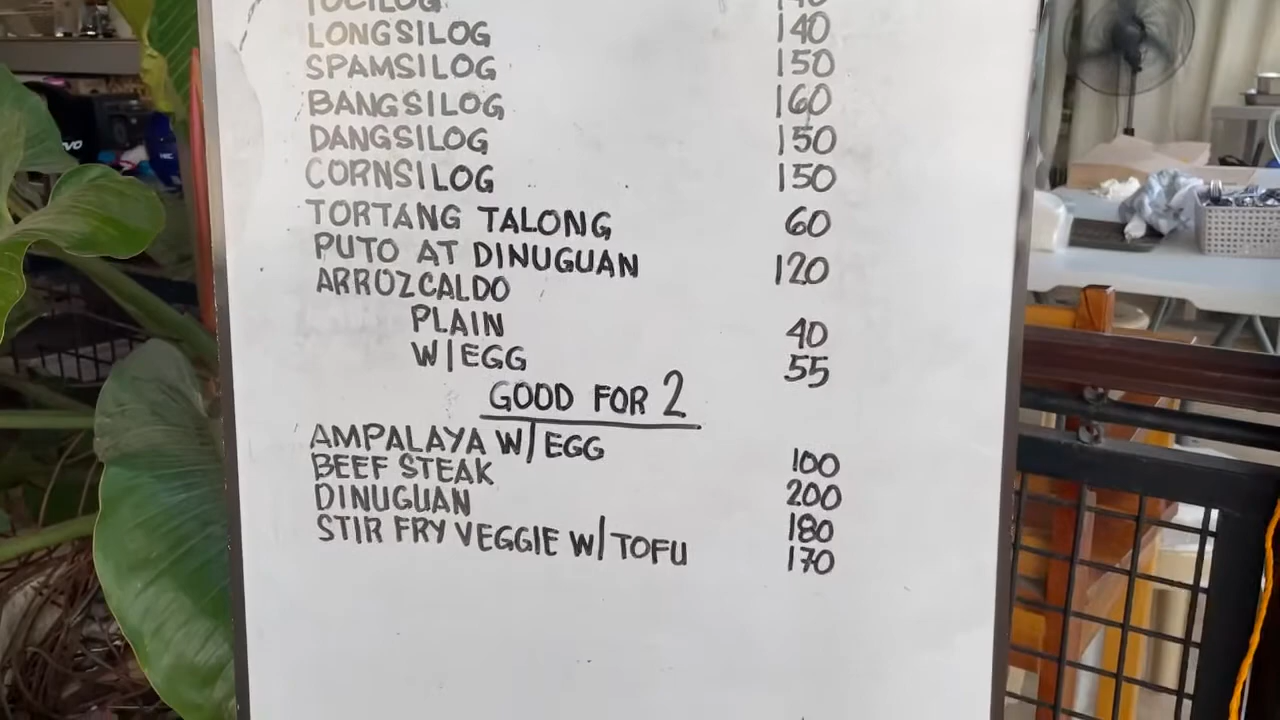 TOCILOG 140
LONGSILOG 140
SPAMSILOG 150
BANGSILOG 160
DANGSILOG 150
CORNSILOG 150
TORTANG TALONG 60
PUTO AT DINUGUAN 120
ARROZCALDO
PLAIN 40
W/EGG 55
GOOD FOR 2
AMPALAYA W/EGG 100
BEEF STEAK 200
DINUGUAN 180
STIR FRY VEGGIE W/TOFU 170